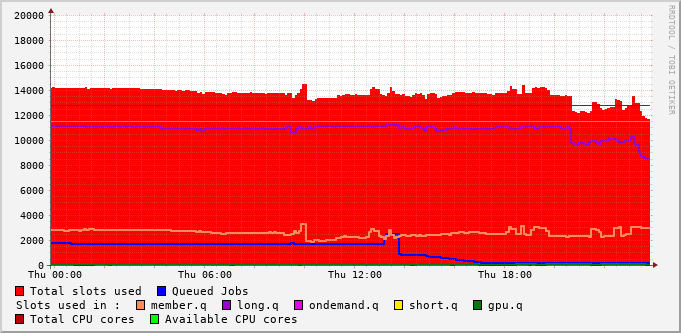 20000
18000
16000
14000
12000
10000
8000
6000
4000
2000
0
Thu 00:00 Thu 06:00 Thu 12:00 Thu 18:00
RRDTOOL / TOBI OETIKER
Total slots used Queued Jobs
Slots used in : member.q long.q ondemand.q short.q gpu.q
Total CPU cores Available CPU cores